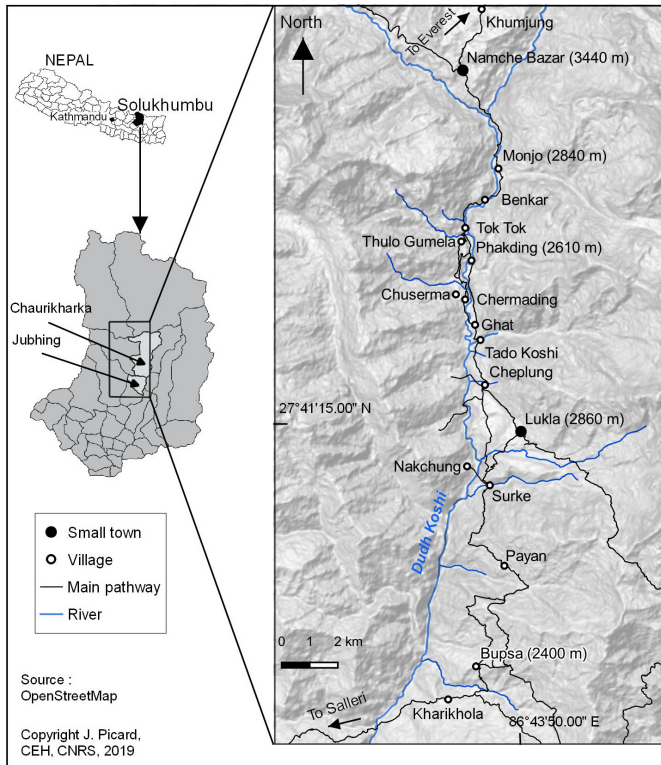 NEPAL
Solukhumbu
Kathmandu
Chaurikharka
Jubhing
Small town
Village
Main pathway
River
Source :
OpenStreetMap
Copyright J. Picard,
CEH, CNRS, 2019
North
To Everest
Khumjung
Namche Bazar (3440 m)
Monjo (2840 m)
Benkar
Tok Tok
Thulo Gumela
Phakding (2610 m)
Chuserma
Chermading
Ghat
Tado Koshi
Cheplung
27°41'15.00" N
Lukla (2860 m)
Nakchung
Surke
Dudh Koshi
Payan
0 1 2 km
Bupsa (2400 m)
To Salleri
Kharikhola
86°43'50.00" E